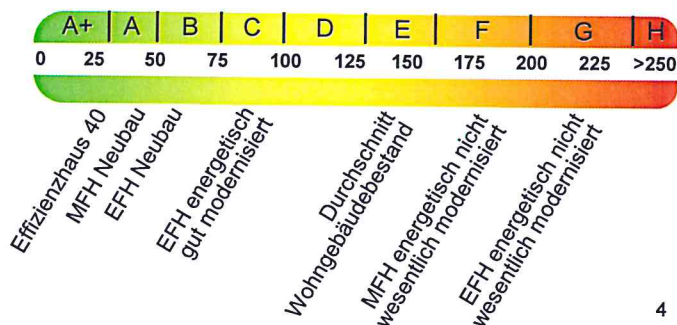 A+ A B C D E F G H
0 25 50 75 100 125 150 175 200 225 >250
Effizienzhaus 40
MFH Neubau
EFH Neubau
EFH energetisch
gut modernisiert
Durchschnitt
Wohngebäudebestand
MFH energetisch nicht
wesentlich modernisiert
EFH energetisch nicht
wesentlich modernisiert
4